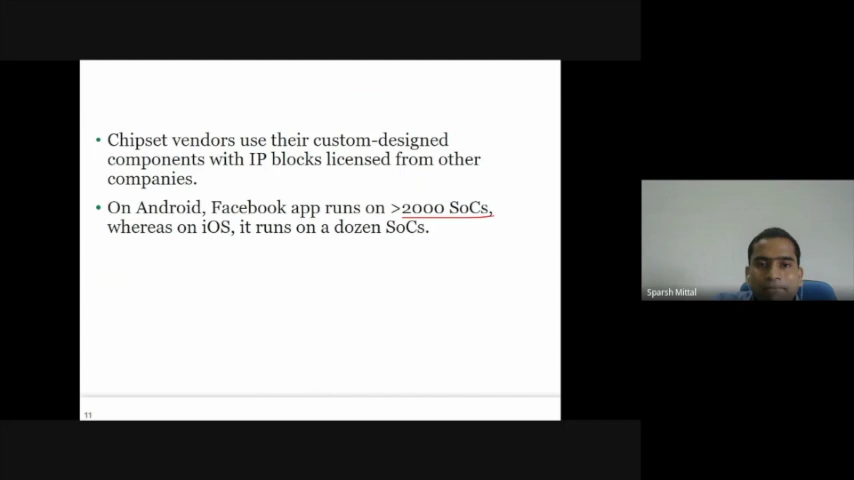 • Chipset vendors use their custom-designed
components with IP blocks licensed from other
companies.
• On Android, Facebook app runs on >2000 SoCs,
whereas on iOS, it runs on a dozen SoCs.
Sparsh Mittal
11